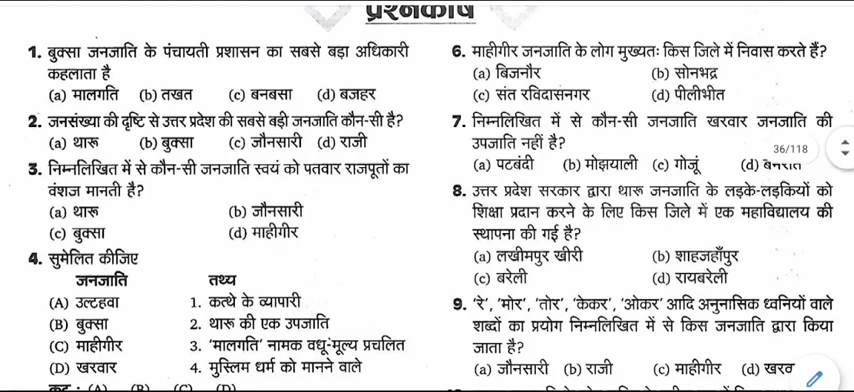 प्रश्नकोष
1. बुक्सा जनजाति के पंचायती प्रशासन का सबसे बड़ा अधिकारी
कहलाता है
(a) मालगति (b) तखत (c) बनबसा (d) बजहर
2. जनसंख्या की दृष्टि से उत्तर प्रदेश की सबसे बड़ी जनजाति कौन-सी है?
(a) थारू (b) बुक्सा (c) जौनसारी (d) राजी
3. निम्नलिखित में से कौन-सी जनजाति स्वयं को पतवार राजपूतों का
वंशज मानती है?
(a) थारू (b) जौनसारी
(c) बुक्सा (d) माहीगीर
4. सुमेलित कीजिए
जनजाति तथ्य
(A) उल्टहवा 1. कत्थे के व्यापारी
(B) बुक्सा 2. थारू की एक उपजाति
(C) माहीगीर 3. 'मालगति' नामक वधू-मूल्य प्रचलित
(D) खरवार 4. मुस्लिम धर्म को मानने वाले
6. माहीगीर जनजाति के लोग मुख्यतः किस जिले में निवास करते हैं?
(a) बिजनौर (b) सोनभद्र
(c) संत रविदासनगर (d) पीलीभीत
7. निम्नलिखित में से कौन-सी जनजाति खरवार जनजाति की
उपजाति नहीं है?
36/118
(a) पटबंदी (b) मोझयाली (c) गोजूं (d)
8. उत्तर प्रदेश सरकार द्वारा थारू जनजाति के लड़के-लड़कियों को
शिक्षा प्रदान करने के लिए किस जिले में एक महाविद्यालय की
स्थापना की गई है?
(a) लखीमपुर खीरी (b) शाहजहाँपुर
(c) बरेली (d) रायबरेली
9. 'रे', 'मोर', 'तोर', 'केकर', 'ओकर' आदि अनुनासिक ध्वनियों वाले
शब्दों का प्रयोग निम्नलिखित में से किस जनजाति द्वारा किया
जाता है?
(a) जौनसारी (b) राजी (c) माहीगीर (d)